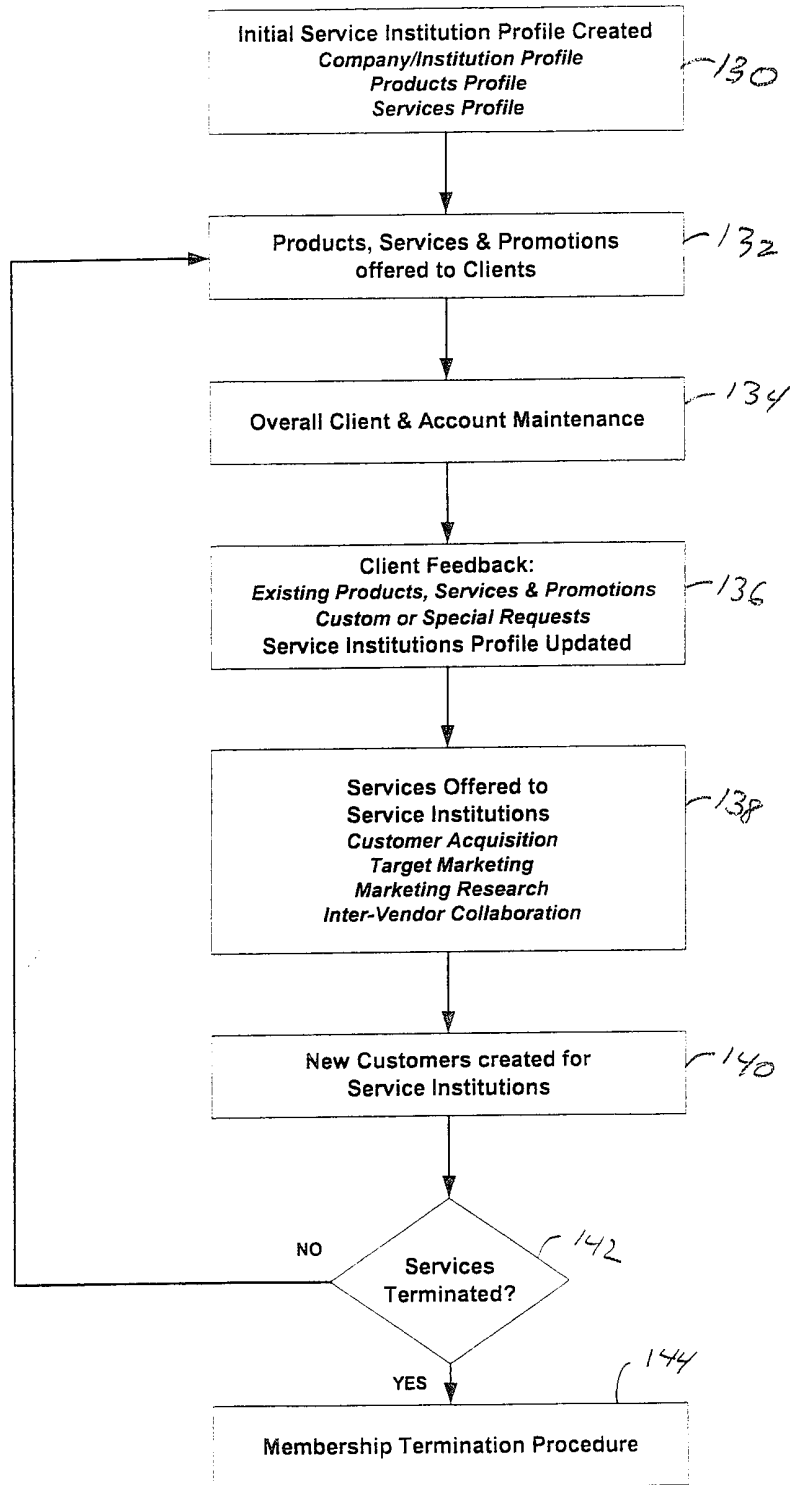 Initial Service Institution Profile Created
Company/Institution Profile
Products Profile
Services Profile
130
Products, Services & Promotions
offered to Clients
132
Overall Client & Account Maintenance
134
Client Feedback:
Existing Products, Services & Promotions
Custom or Special Requests
Service Institutions Profile Updated
136
Services Offered to
Service Institutions
Customer Acquisition
Target Marketing
Marketing Research
Inter-Vendor Collaboration
138
New Customers created for
Service Institutions
140
NO
Services
Terminated?
142
YES
144
Membership Termination Procedure